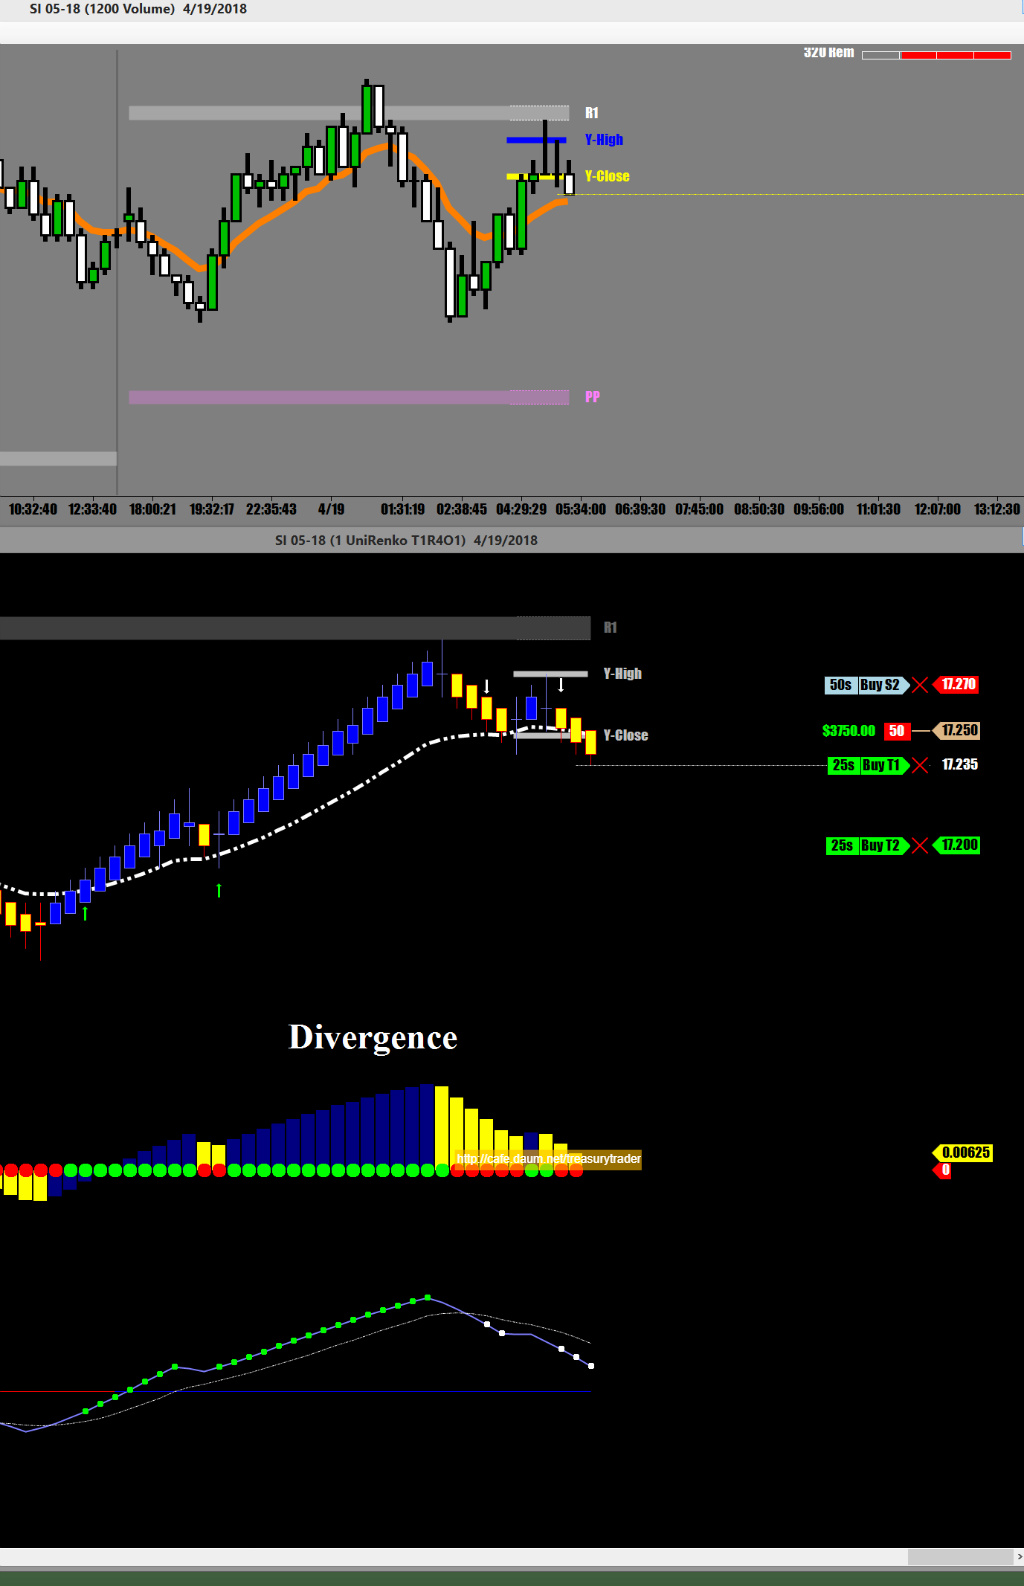 SI 05-18 (1200 Volume)  4/19/2018
320 Rem
R1
Y-High
Y-Close
PP
10:32:40 12:33:40 18:00:21 19:32:17 22:35:43 4/19 01:31:19 02:38:45 04:29:29 05:34:00 06:39:30 07:45:00 08:50:30 09:56:00 11:01:30 12:07:00 13:12:30
SI 05-18 (1 UniRenko T1R4O1)  4/19/2018
R1
Y-High
50s Buy S2 17.270
Y-Close
$3750.00 50 17.250
25s Buy T1 17.235
25s Buy T2 17.200
Divergence
http://cafe.daum.net/treasurytrader
0.00625
0